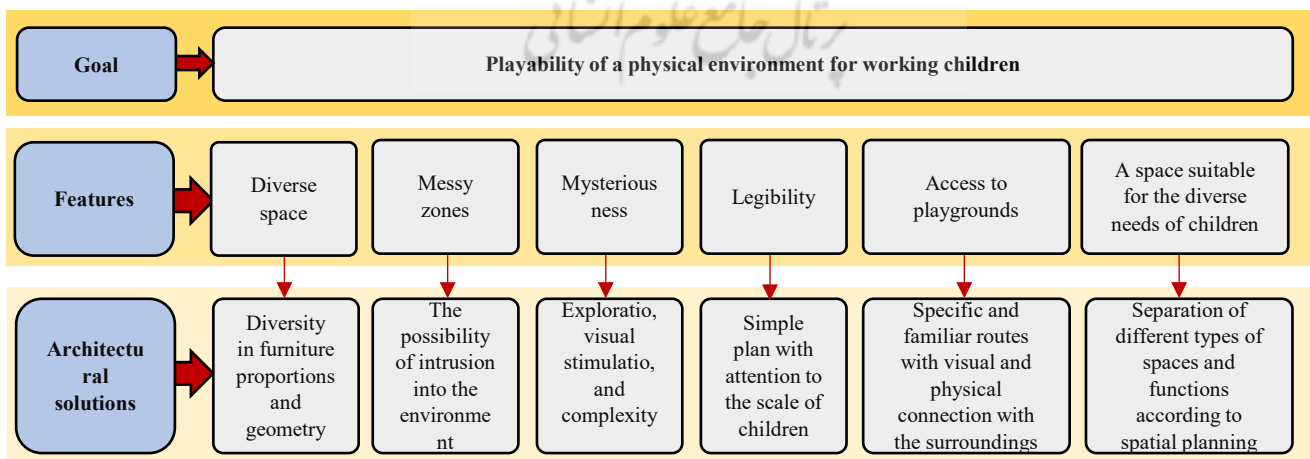 پرتال جامع علوم انسانی
Goal
Playability of a physical environment for working children
Features
Diverse
space
Messy
zones
Mysterious
ness
Legibility
Access to
playgrounds
A space suitable
for the diverse
needs of children
Architectu
ral
solutions
Diversity
in furniture
proportions
and
geometry
The
possibility
of intrusion
into the
environme
nt
Exploratio,
visual
stimulatio,
and
complexity
Simple
plan with
attention to
the scale of
children
Specific and
familiar routes
with visual and
physical
connection with
the surroundings
Separation of
different types of
spaces and
functions
according to
spatial planning